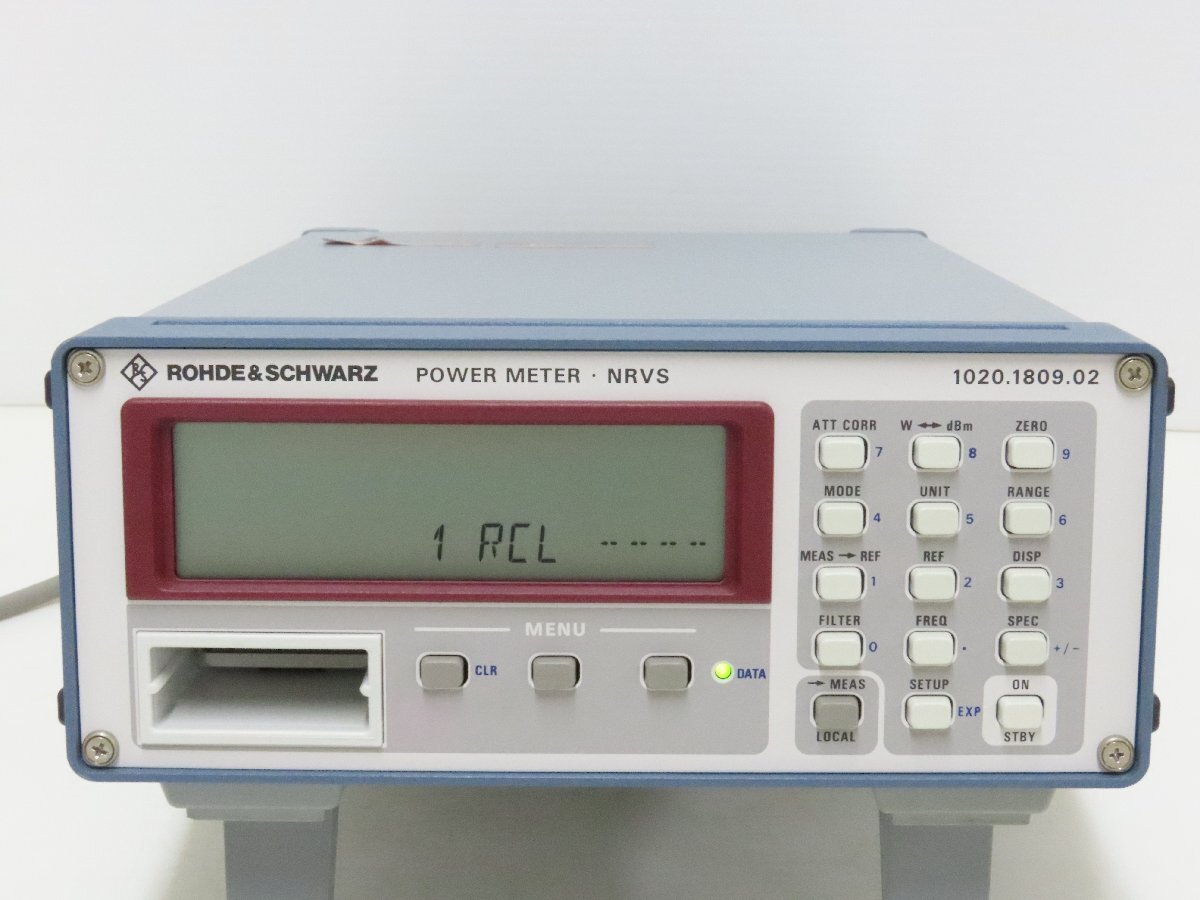 R S ROHDE&SCHWARZ POWER METER · NRVS 1020.1809.02
1 RCL ----
MENU
CLR
DATA
ATT CORR W ↔ dBm ZERO
7 8 9
MODE UNIT RANGE
4 5 6
MEAS → REF REF DISP
1 2 3
FILTER FREQ SPEC
0 . +/-
→ MEAS SETUP ON
EXP
LOCAL STBY